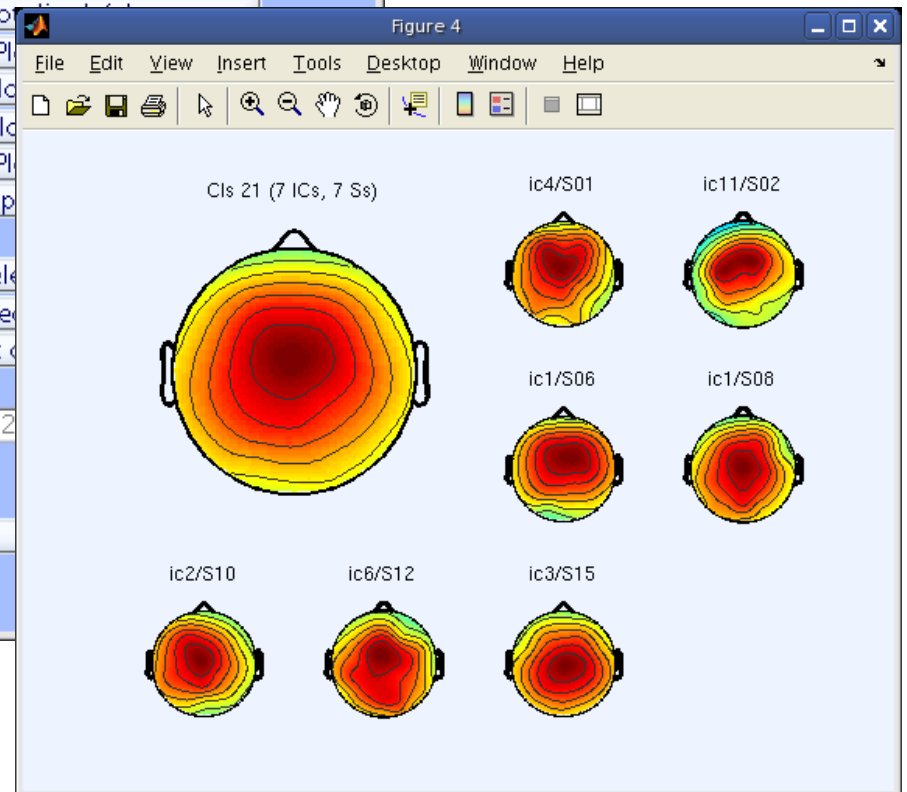 Figure 4
File Edit View Insert Tools Desktop Window Help
Cls 21 (7 ICs, 7 Ss)
ic4/S01
ic11/S02
ic1/S06
ic1/S08
ic2/S10
ic6/S12
ic3/S15